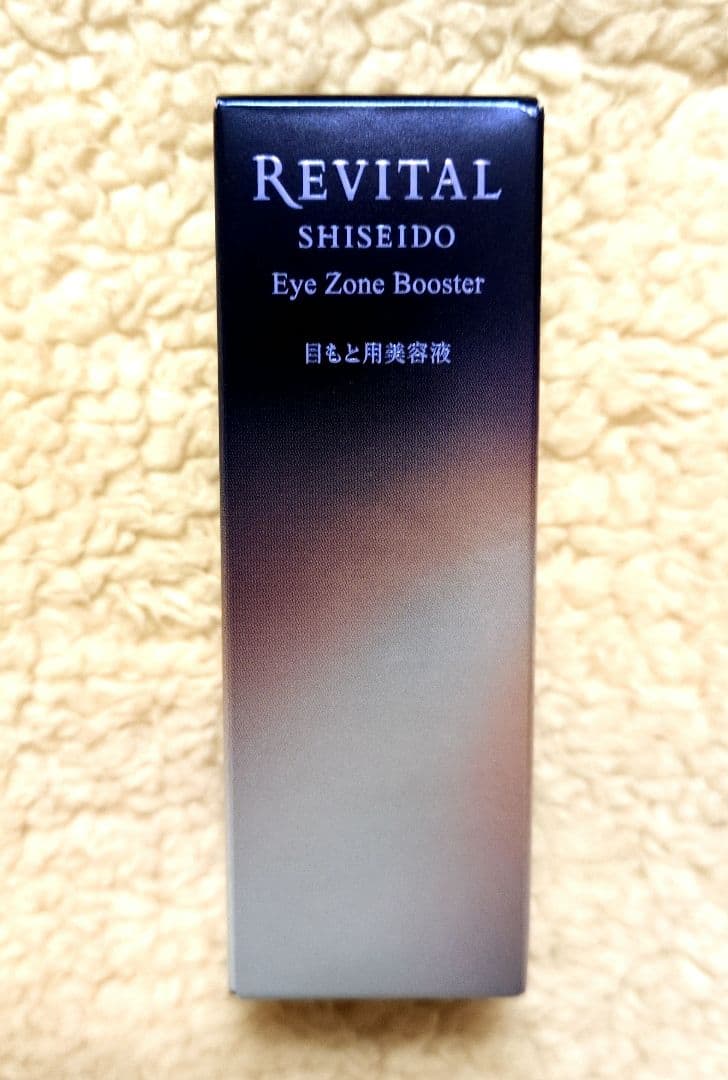 REVITAL
SHISEIDO
Eye Zone Booster
目もと用美容液